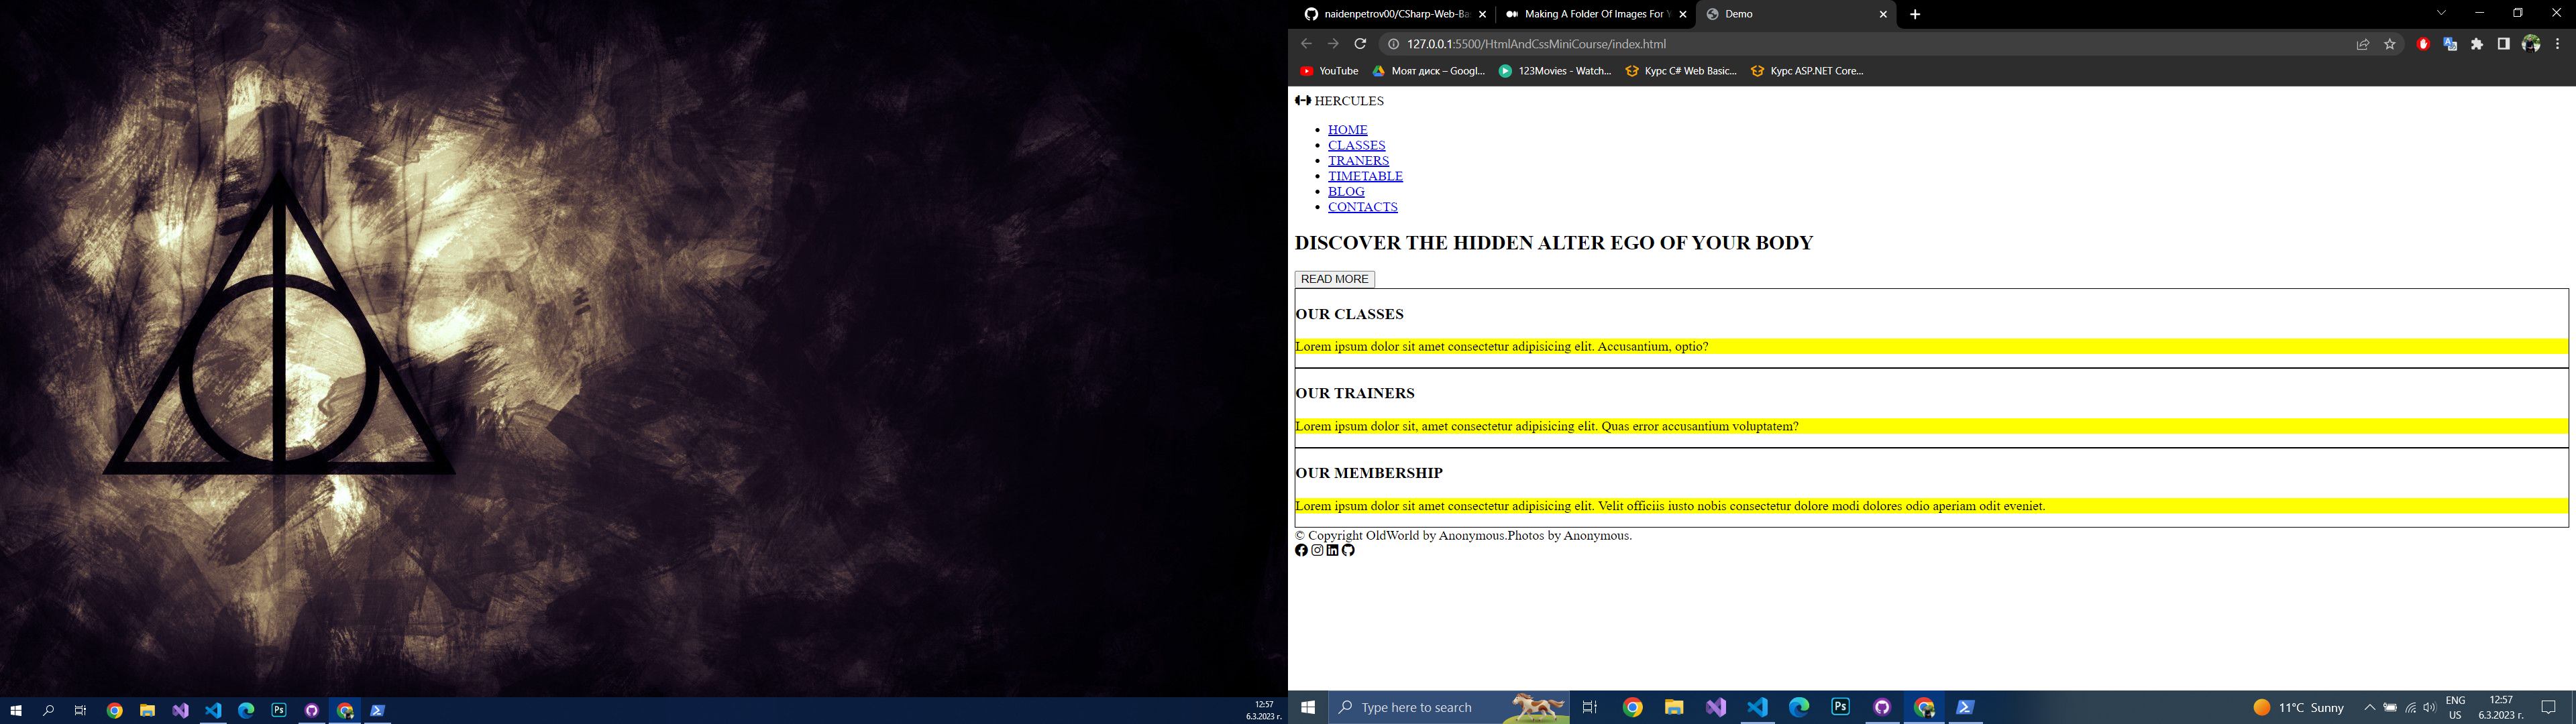 12:57
6.3.2023 г.
naidenpetrov00/CSharp-Web-Ba
Making A Folder Of Images For Y
Demo
127.0.0.1:5500/HtmlAndCssMiniCourse/index.html
YouTube
Моят диск – Googl...
123Movies - Watch...
Курс C# Web Basic...
Курс ASP.NET Core...
HERCULES
HOME
CLASSES
TRANERS
TIMETABLE
BLOG
CONTACTS
DISCOVER THE HIDDEN ALTER EGO OF YOUR BODY
READ MORE
OUR CLASSES
Lorem ipsum dolor sit amet consectetur adipisicing elit. Accusantium, optio?
OUR TRAINERS
Lorem ipsum dolor sit, amet consectetur adipisicing elit. Quas error accusantium voluptatem?
OUR MEMBERSHIP
Lorem ipsum dolor sit amet consectetur adipisicing elit. Velit officiis iusto nobis consectetur dolore modi dolores odio aperiam odit eveniet.
© Copyright OldWorld by Anonymous.Photos by Anonymous.
Type here to search
11°C Sunny
ENG
US
12:57
6.3.2023 г.